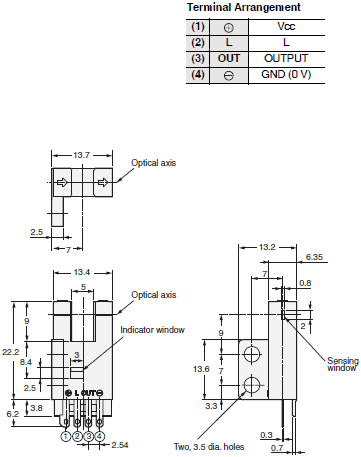 Terminal Arrangement
(1) ⊕ Vcc
(2) L L
(3) OUT OUTPUT
(4) ⊖ GND (0 V)
13.7
Optical axis
2.5
7
13.4
5
Optical axis
9
Indicator window
22.2
3
8.4
2.5
⊕ L OUT ⊖
3.8
6.2
① ② ③ ④
2.54
13.2
6.35
7
0.8
9
2
Sensing
window
13.6
7
3.3
Two, 3.5 dia. holes
0.3
0.7